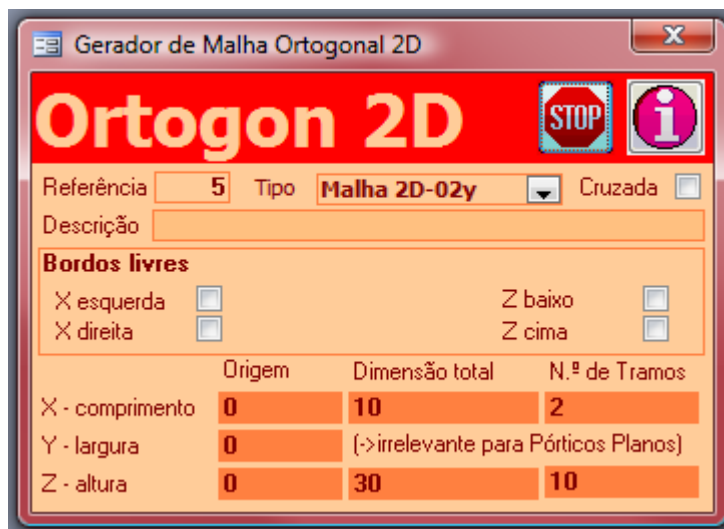 Gerador de Malha Ortogonal 2D
Ortogon 2D STOP i
Referência 5 Tipo Malha 2D-02y Cruzada
Descrição
Bordos livres
X esquerda Z baixo
X direita Z cima
Origem Dimensão total N.º de Tramos
X - comprimento 0 10 2
Y - largura 0 (->irrelevante para Pórticos Planos)
Z - altura 0 30 10